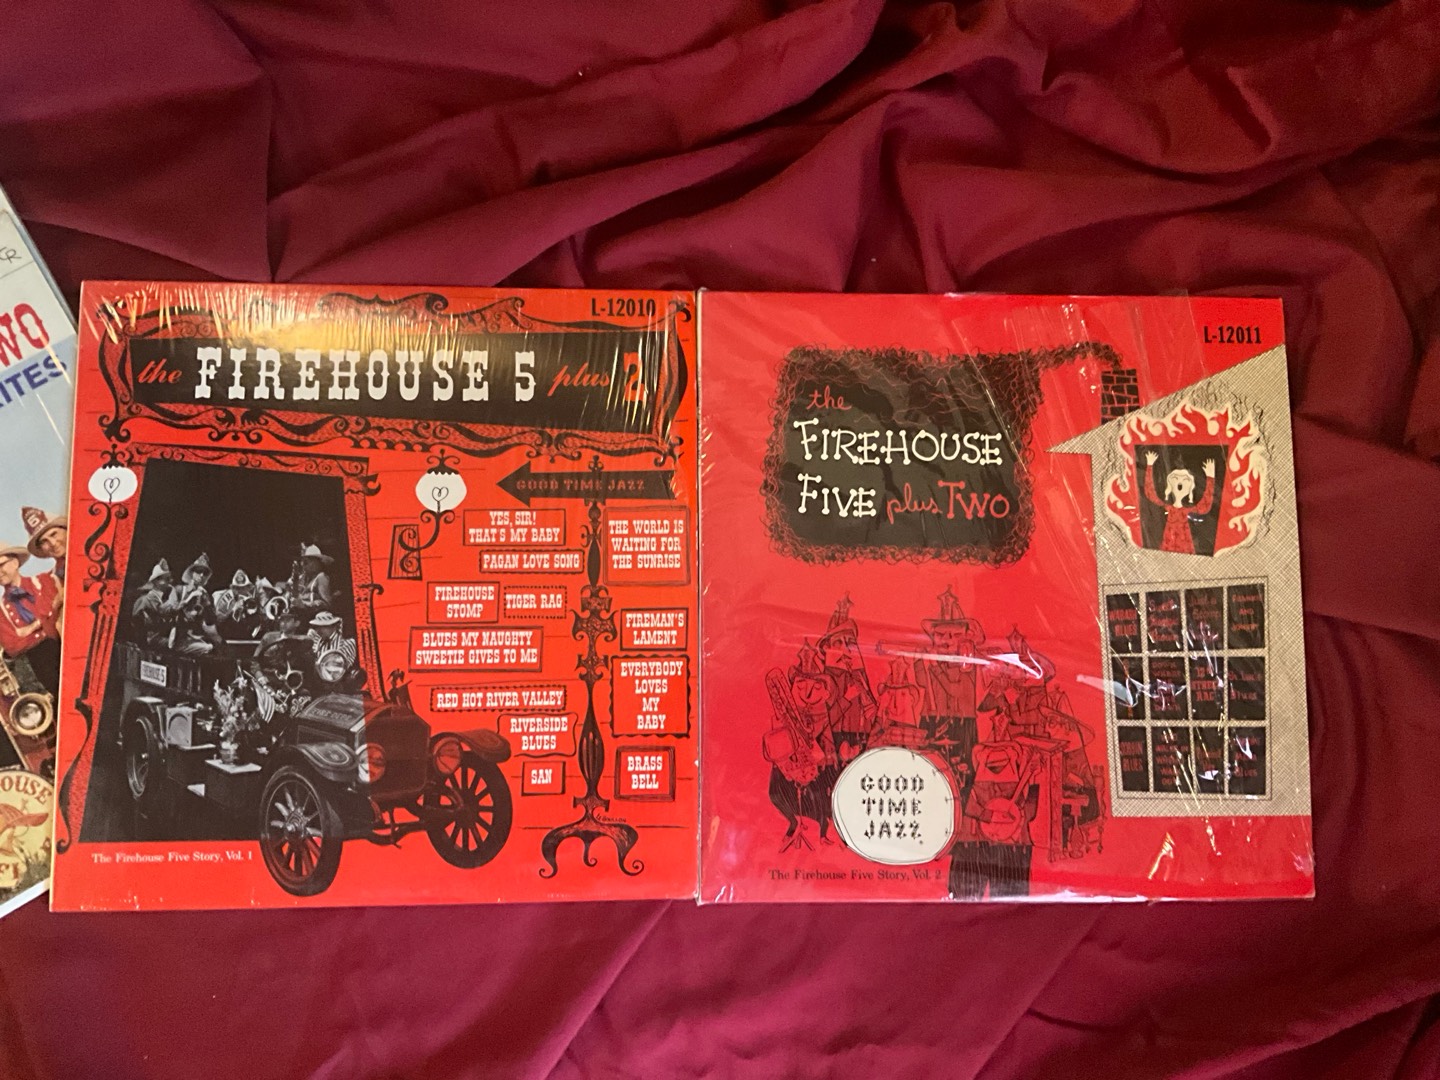 CR
WO
ITES
OUSE
FI
L-12010
the FIREHOUSE 5 plus 2
GOOD TIME JAZZ
YES, SIR!
THAT'S MY BABY
THE WORLD IS
WAITING FOR
THE SUNRISE
PAGAN LOVE SONG
FIREHOUSE
STOMP
TIGER RAG
FIREMAN'S
LAMENT
BLUES MY NAUGHTY
SWEETIE GIVES TO ME
EVERYBODY
LOVES
MY
BABY
RED HOT RIVER VALLEY
RIVERSIDE
BLUES
SAN
BRASS
BELL
FIREHOUSE 5
The Firehouse Five Story, Vol. 1
L-12011
the
FIREHOUSE
FIVE plus TWO
GOOD
TIME
JAZZ
The Firehouse Five Story, Vol. 2